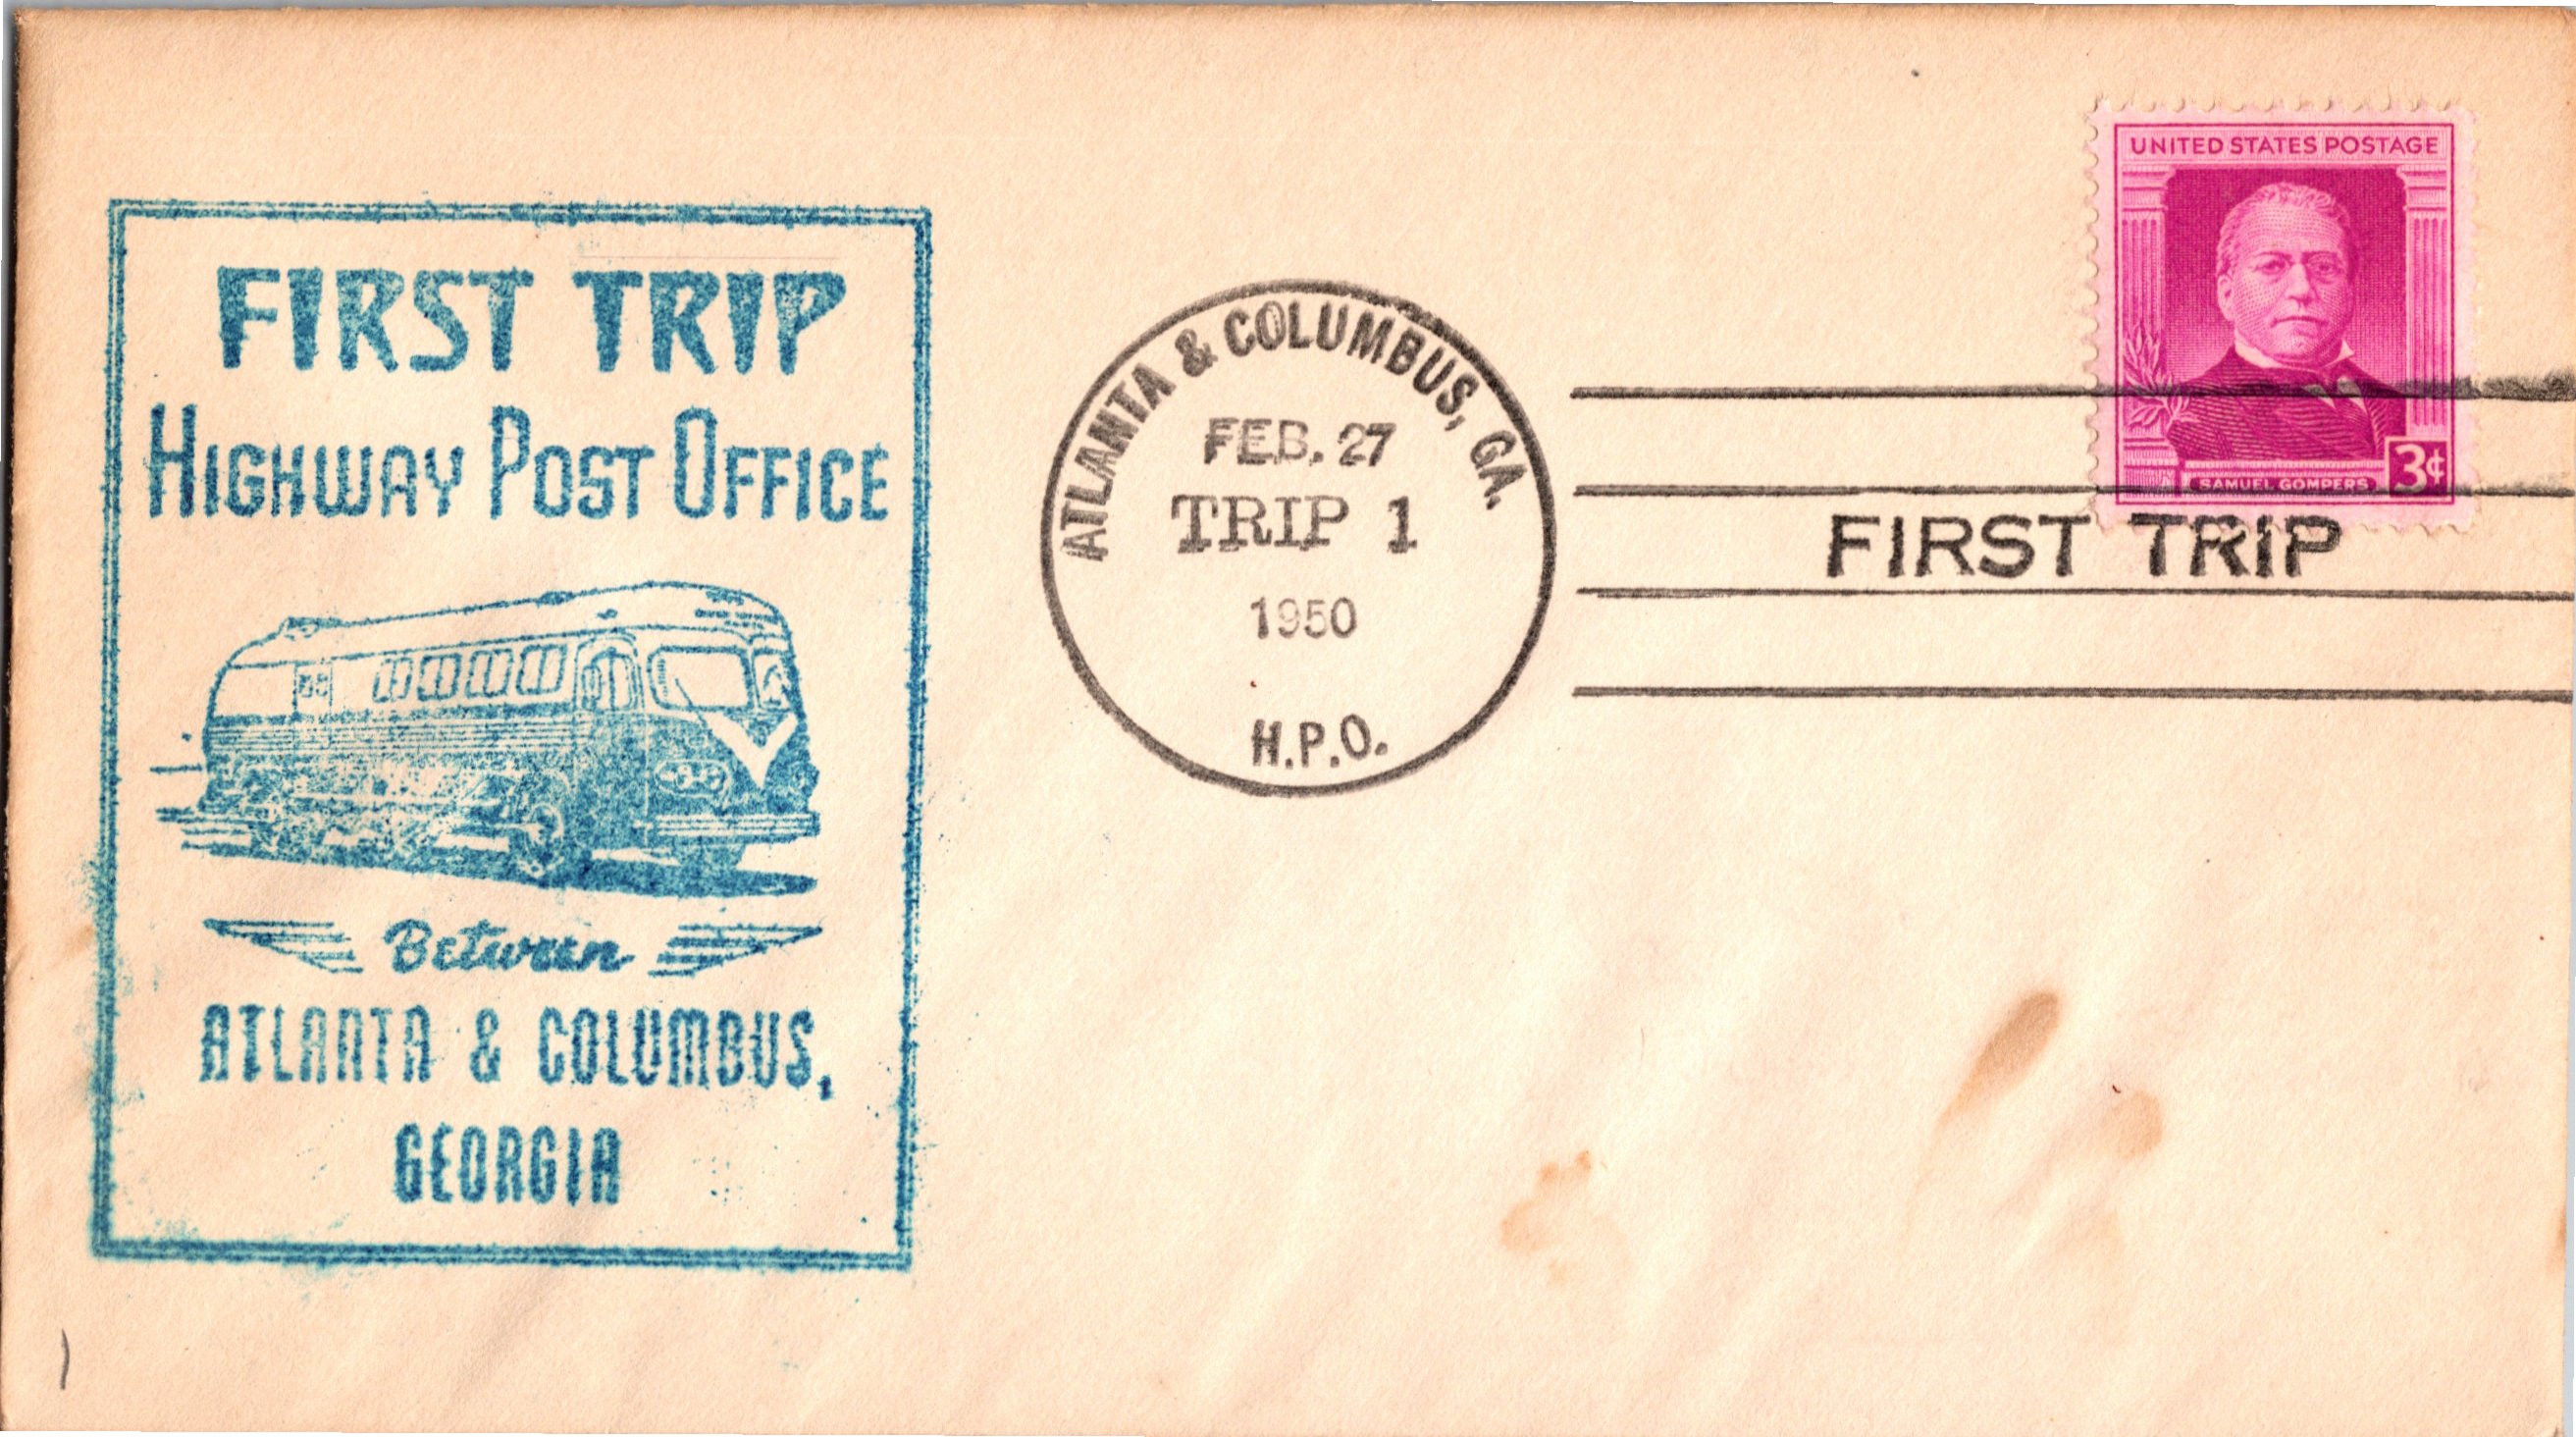 FIRST TRIP
HIGHWAY POST OFFICE
Between
ATLANTA & COLUMBUS,
GEORGIA
ATLANTA & COLUMBUS, GA.
FEB. 27
TRIP 1
1950
H.P.O.
UNITED STATES POSTAGE
SAMUEL GOMPERS
3¢
FIRST TRIP